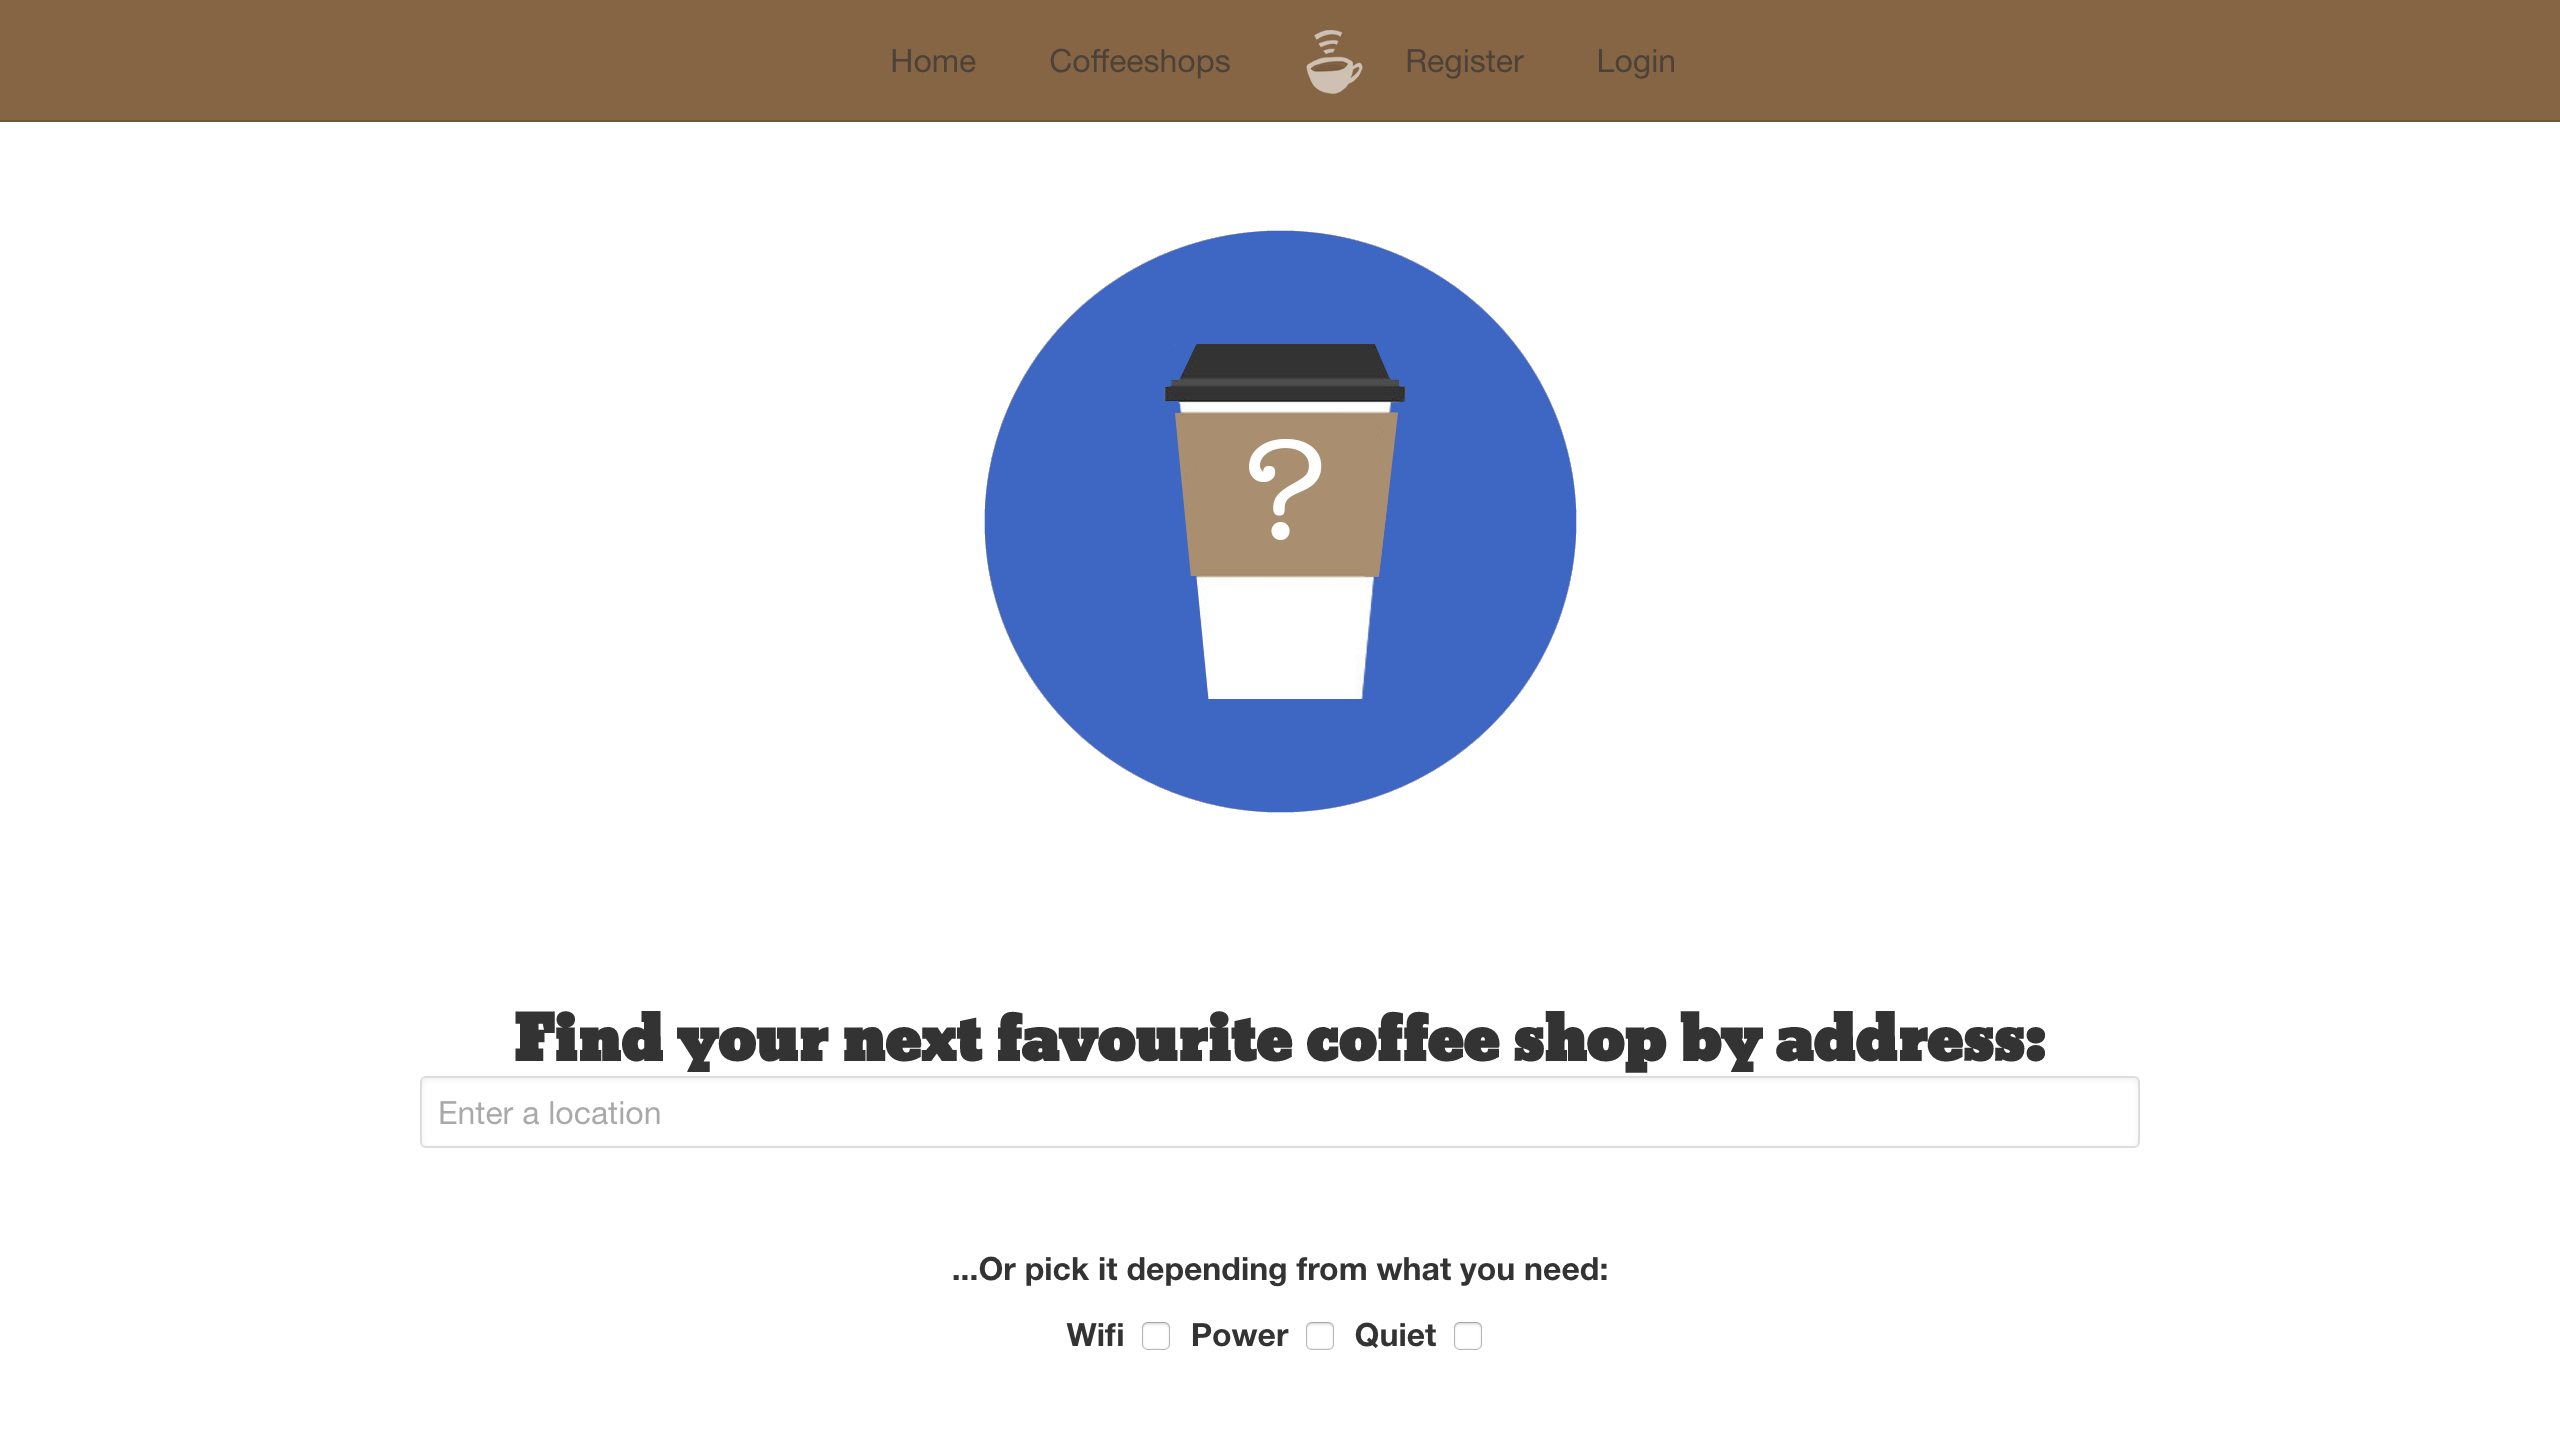 Home Coffeeshops Register Login
?
Find your next favourite coffee shop by address:
Enter a location
...Or pick it depending from what you need:
Wifi Power Quiet